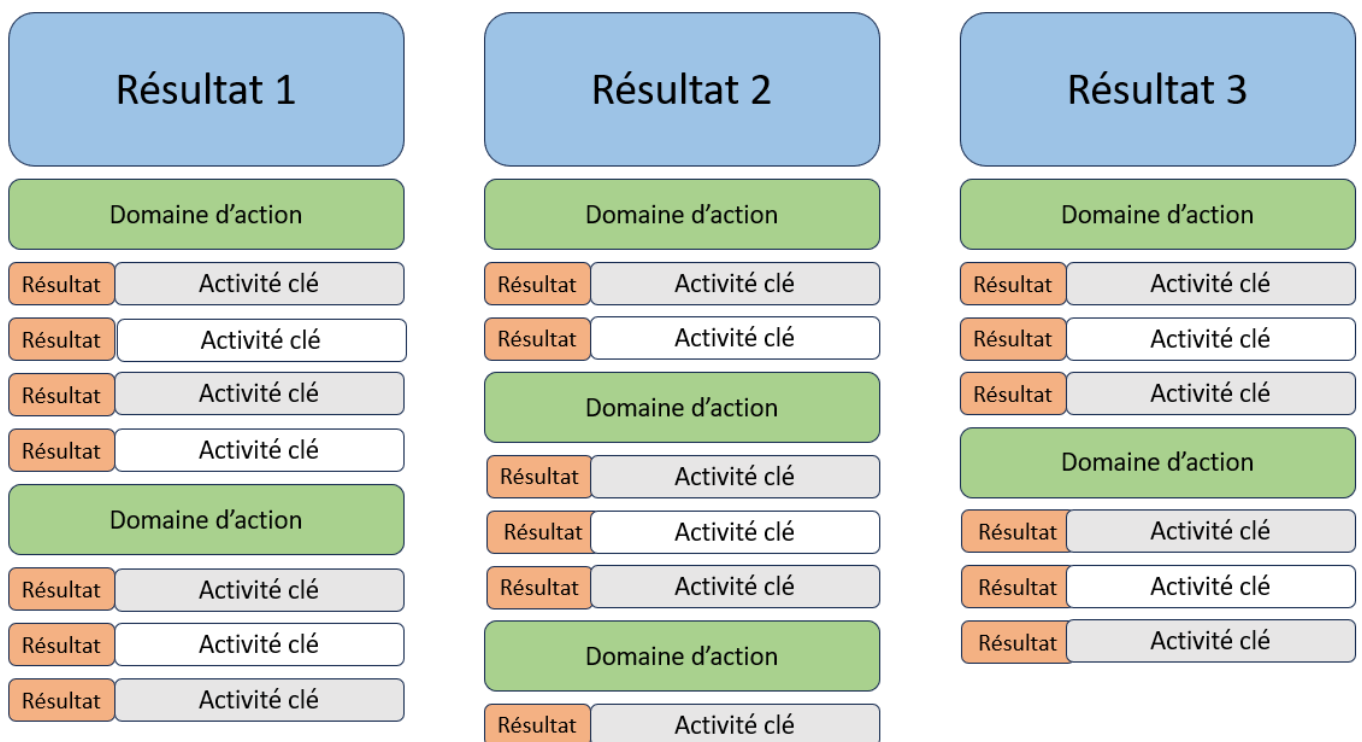 Résultat 1
Domaine d’action
Résultat Activité clé
Résultat Activité clé
Résultat Activité clé
Résultat Activité clé
Domaine d’action
Résultat Activité clé
Résultat Activité clé
Résultat Activité clé
Résultat 2
Domaine d’action
Résultat Activité clé
Résultat Activité clé
Domaine d’action
Résultat Activité clé
Résultat Activité clé
Résultat Activité clé
Domaine d’action
Résultat Activité clé
Résultat 3
Domaine d’action
Résultat Activité clé
Résultat Activité clé
Résultat Activité clé
Domaine d’action
Résultat Activité clé
Résultat Activité clé
Résultat Activité clé